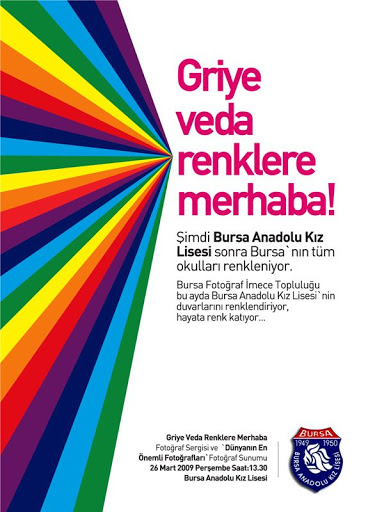 Griye
veda
renklere
merhaba!
Şimdi Bursa Anadolu Kız
Lisesi sonra Bursa`nın tüm
okulları renkleniyor.
Bursa Fotoğraf İmece Topluluğu
bu ayda Bursa Anadolu Kız Lisesi`nin
duvarlarını renklendiriyor,
hayata renk katıyor...
Griye Veda Renklere Merhaba
Fotoğraf Sergisi ve `Dünyanın En
Önemli Fotoğrafları`Fotoğraf Sunumu
26 Mart 2009 Perşembe Saat:13.30
Bursa Anadolu Kız Lisesi
BURSA
1949 1950
BURSA ANADOLU KIZ LİSESİ